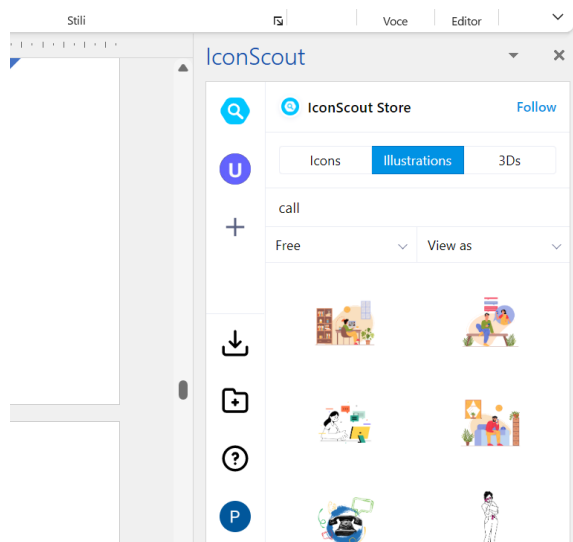 Stili
Voce
Editor
IconScout
IconScout Store
Follow
U
Icons
Illustrations
3Ds
call
Free
View as
P